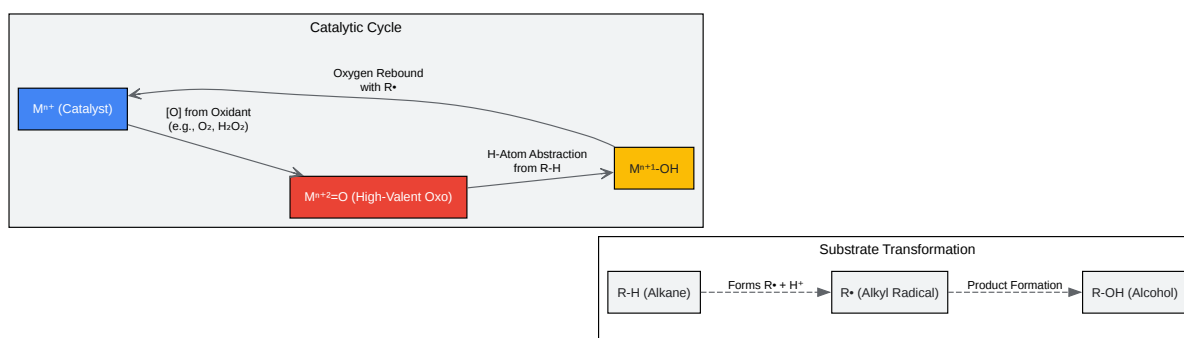 Catalytic Cycle
Oxygen Rebound
with R•
Mⁿ⁺ (Catalyst)
[O] from Oxidant
(e.g., O₂, H₂O₂)
H-Atom Abstraction
from R-H
Mⁿ⁺¹-OH
Mⁿ⁺²=O (High-Valent Oxo)
Substrate Transformation
R-H (Alkane)
Forms R• + H⁺
R• (Alkyl Radical)
Product Formation
R-OH (Alcohol)